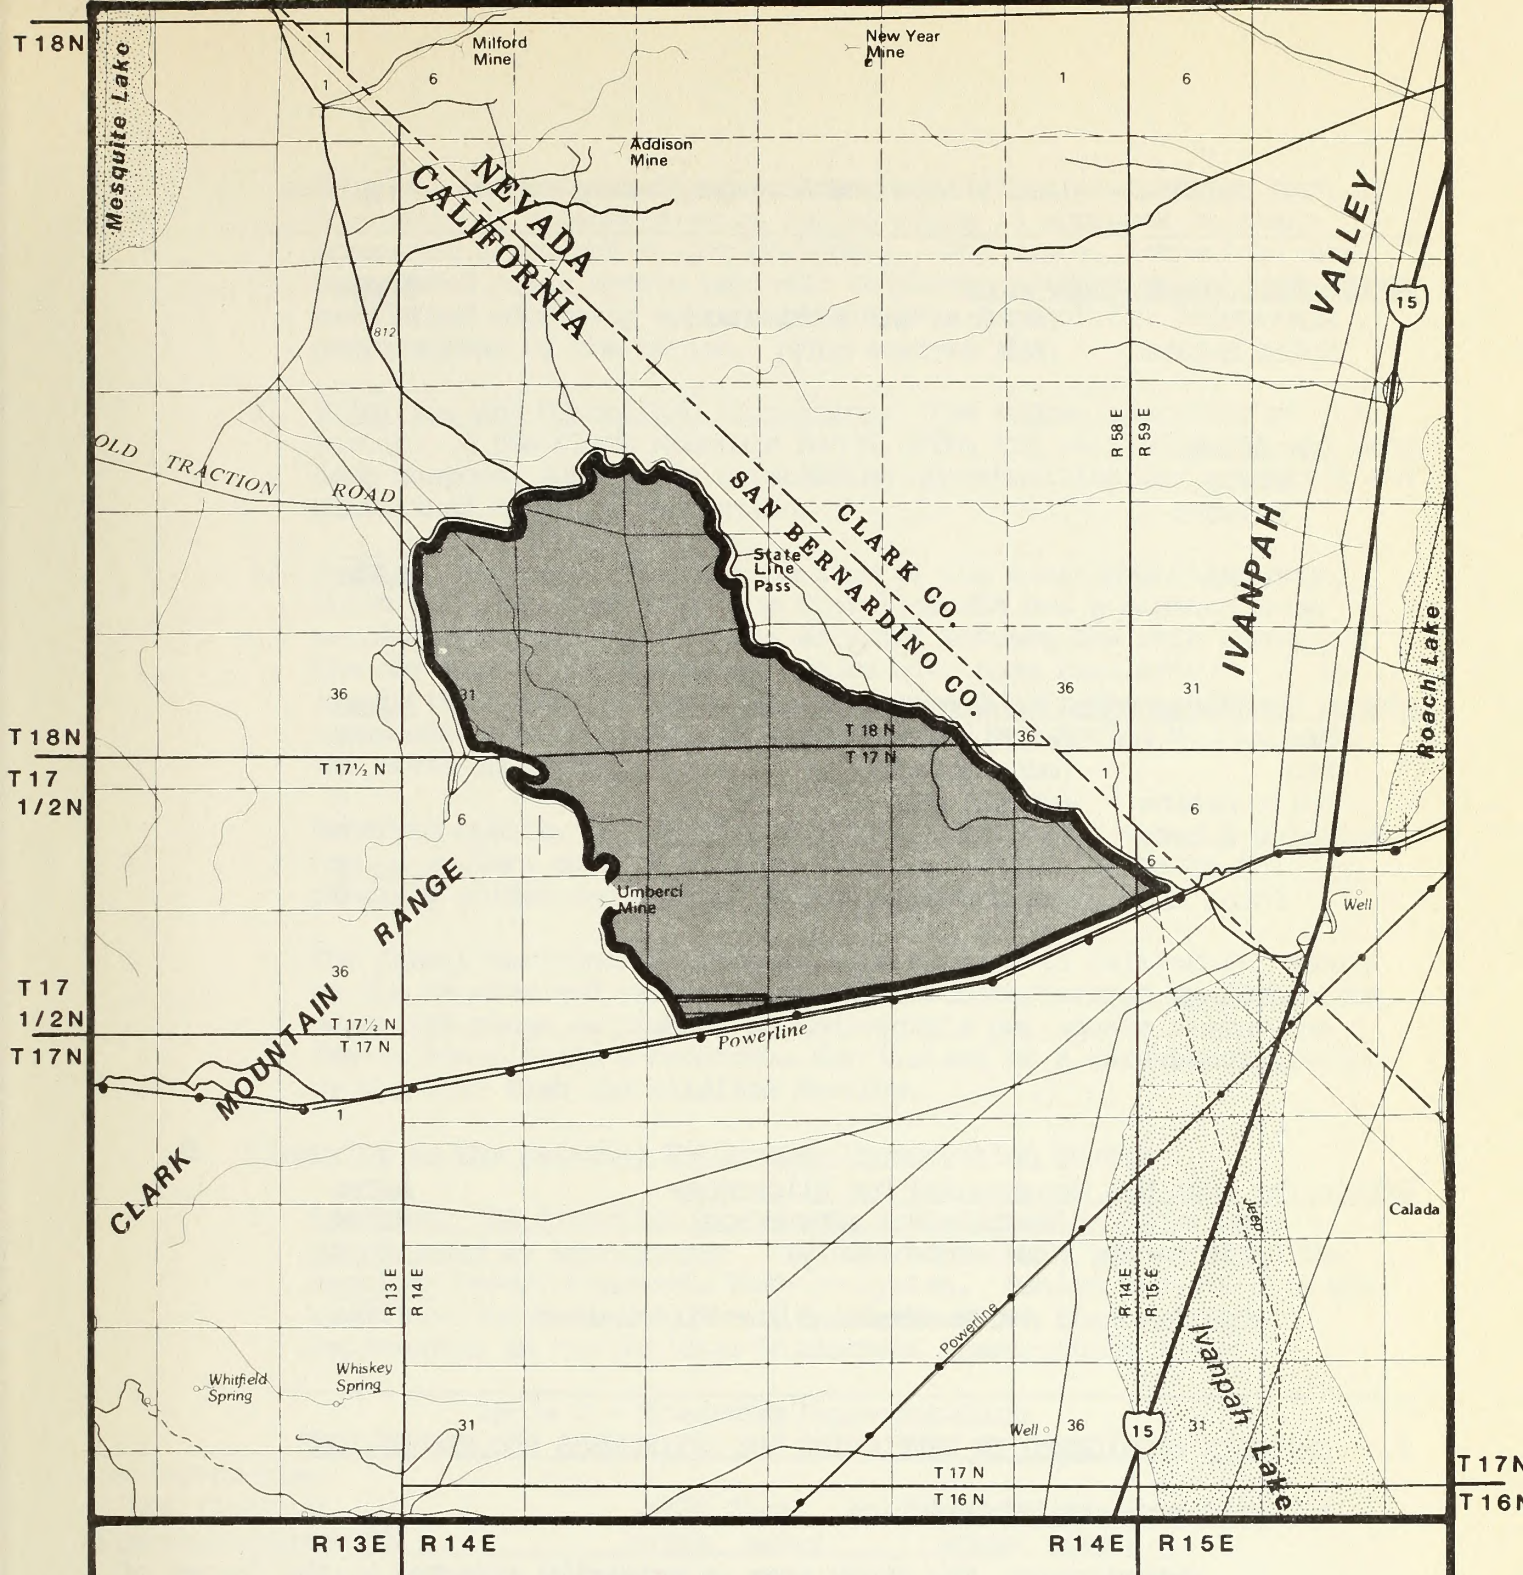 T18N
Mesquite Lake
1
Milford
Mine
New Year
Mine
1
6
1
6
Addison
Mine
NEVADA
CALIFORNIA
VALLEY
15
812
R 58 E
R 59 E
OLD TRACTION ROAD
CLARK CO.
SAN BERNARDINO CO.
State
Line
Pass
IVANPAH
Roach Lake
36
31
36
31
T18N
T 18 N
T 17 N
36
T 17½ N
T17
1/2N
1
1
6
6
6
RANGE
Umberci
Mine
Well
36
MOUNTAIN
T17
1/2N
T17N
T 17½ N
T 17 N
Powerline
1
CLARK
Jeep
Calada
R 13 E
R 14 E
R 14 E
R 15 E
Powerline
Ivanpah Lake
Whitfield
Spring
Whiskey
Spring
31
Well
36
15
31
T 17 N
T 16 N
T17N
T16N
R13E
R14E
R14E
R15E